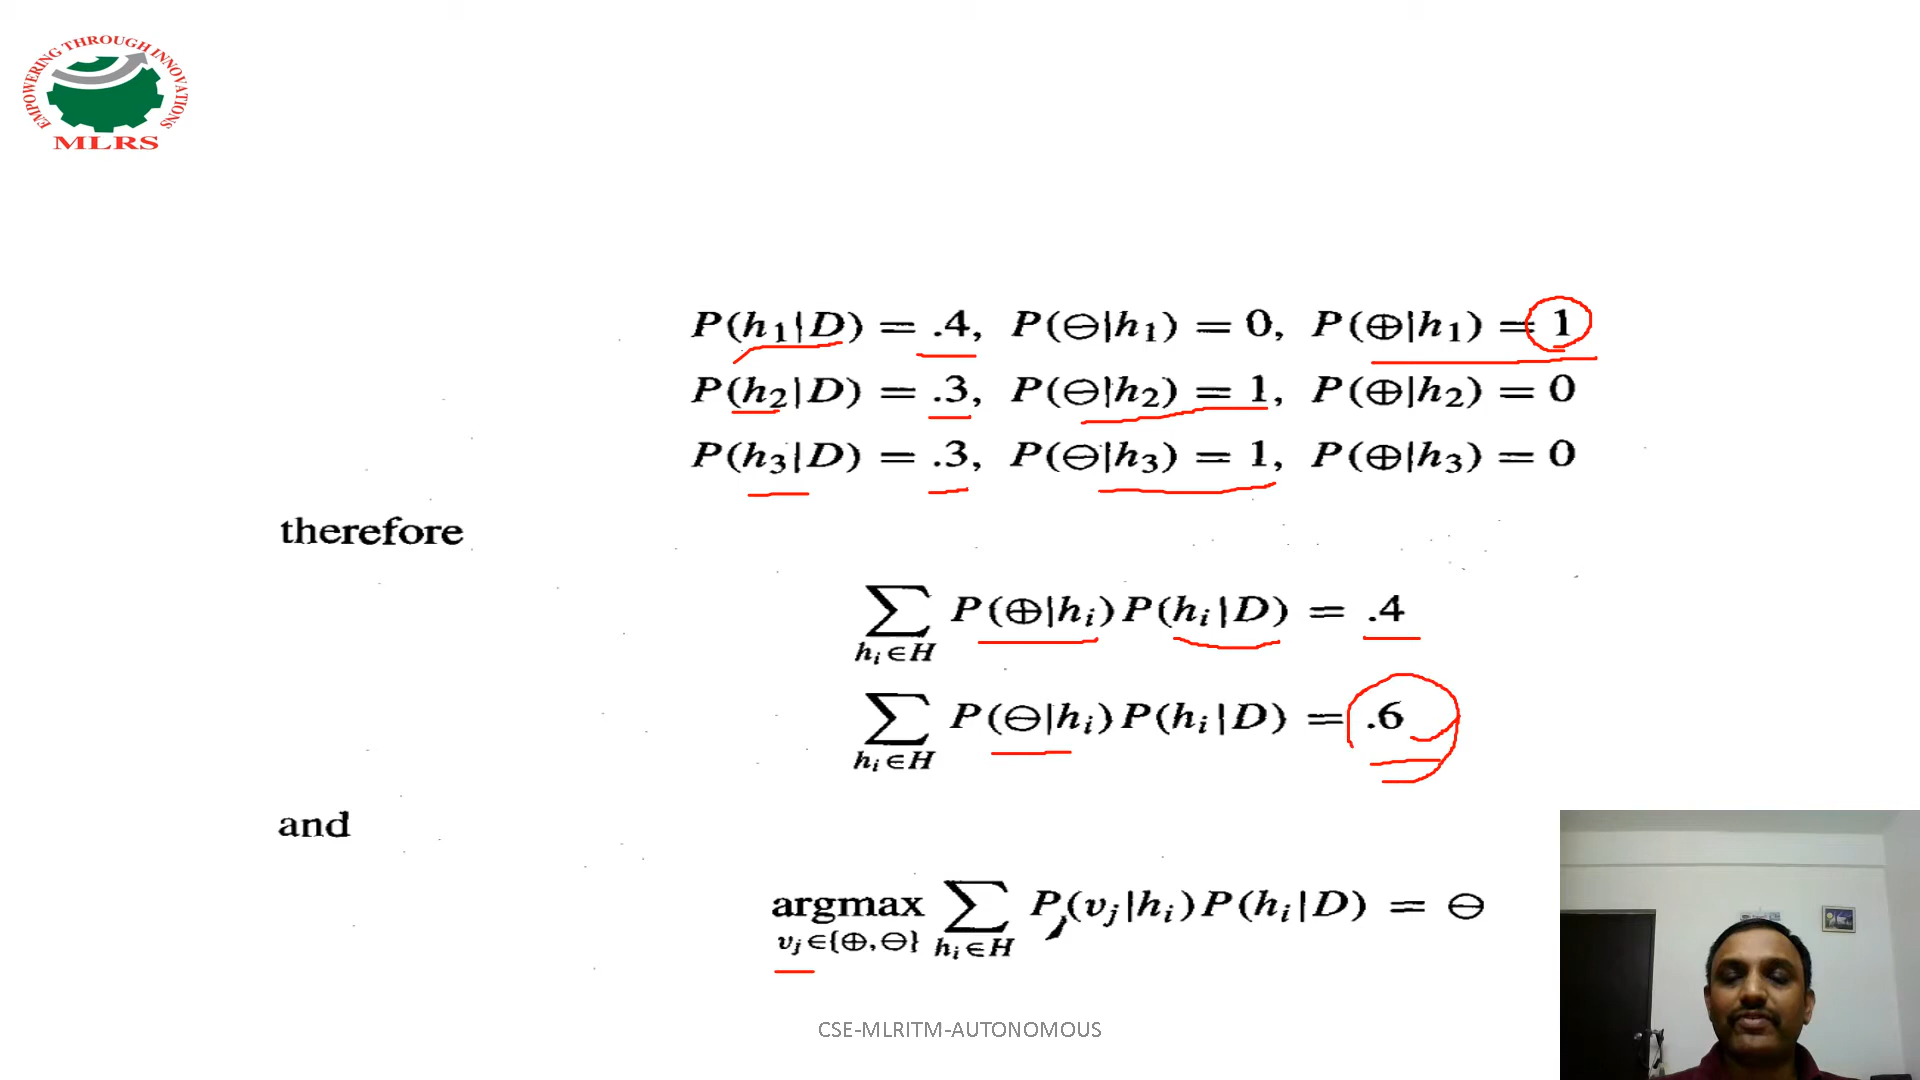 EMPOWERING THROUGH INNOVATIONS
MLRS
P(h₁|D) = .4, P(⊖|h₁) = 0, P(⊕|h₁) = 1
P(h₂|D) = .3, P(⊖|h₂) = 1, P(⊕|h₂) = 0
P(h₃|D) = .3, P(⊖|h₃) = 1, P(⊕|h₃) = 0
therefore
∑ P(⊕|hᵢ)P(hᵢ|D) = .4
hᵢ∈H
∑ P(⊖|hᵢ)P(hᵢ|D) = .6
hᵢ∈H
and
argmax ∑ P(vⱼ|hᵢ)P(hᵢ|D) = ⊖
vⱼ∈{⊕,⊖} hᵢ∈H
CSE-MLRITM-AUTONOMOUS